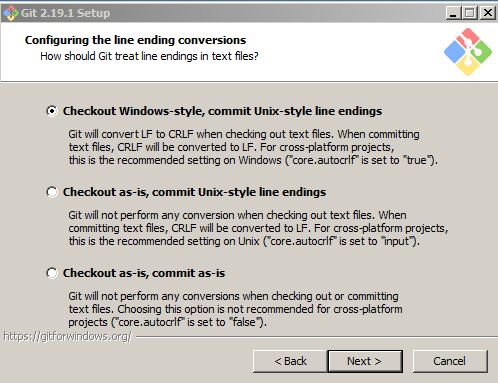 Git 2.19.1 Setup
Configuring the line ending conversions
How should Git treat line endings in text files?
Checkout Windows-style, commit Unix-style line endings
Git will convert LF to CRLF when checking out text files. When committing
text files, CRLF will be converted to LF. For cross-platform projects,
this is the recommended setting on Windows ("core.autocrlf" is set to "true").
Checkout as-is, commit Unix-style line endings
Git will not perform any conversion when checking out text files. When
committing text files, CRLF will be converted to LF. For cross-platform projects,
this is the recommended setting on Unix ("core.autocrlf" is set to "input").
Checkout as-is, commit as-is
Git will not perform any conversions when checking out or committing
text files. Choosing this option is not recommended for cross-platform
projects ("core.autocrlf" is set to "false").
https://gitforwindows.org/
< Back
Next >
Cancel